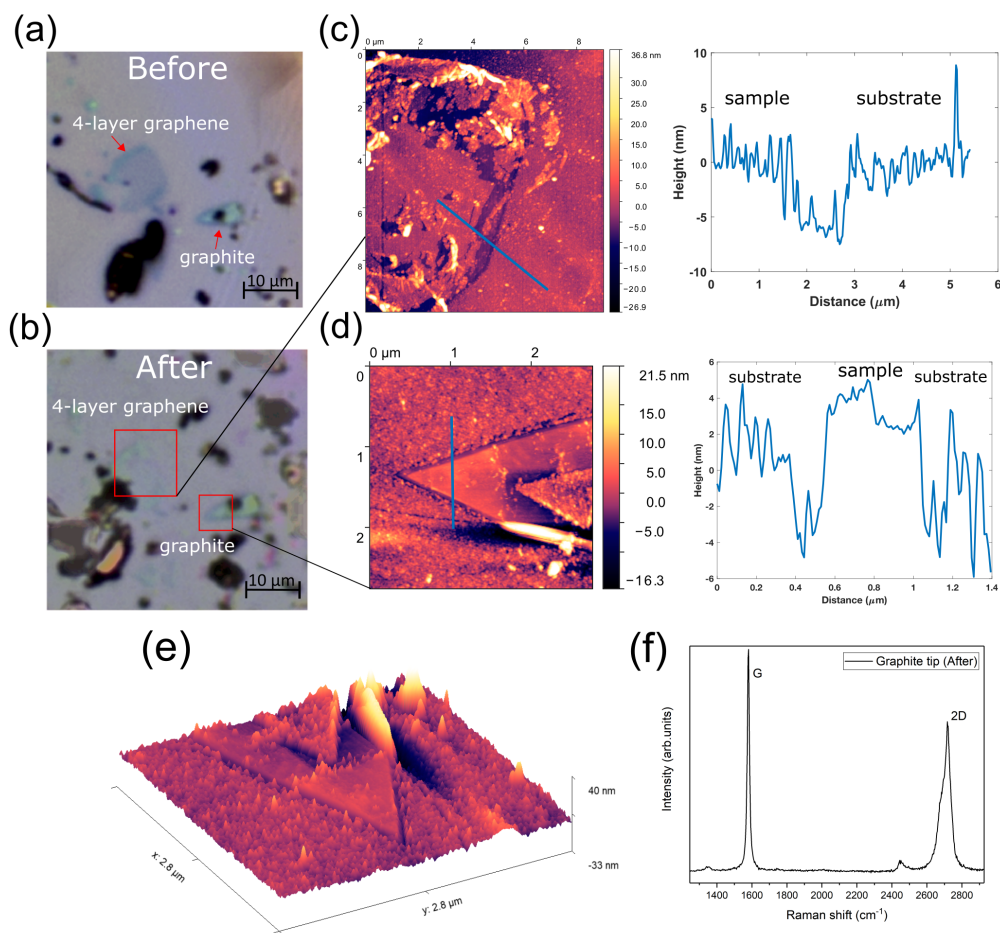 (a)
Before
4-layer graphene
graphite
10 μm
(b)
After
4-layer graphene
graphite
10 μm
(c)
0 μm 2 4 6 8
0
2
4
6
8
36.8 nm
30.0
25.0
20.0
15.0
10.0
5.0
0.0
−5.0
−10.0
−15.0
−20.0
−26.9
10
5
0
-5
-10
Height (nm)
sample
substrate
0 1 2 3 4 5 6
Distance (μm)
(d)
0 μm 1 2
0
1
2
21.5 nm
15.0
10.0
5.0
0.0
−5.0
−16.3
6
4
2
0
-2
-4
-6
Height (nm)
substrate
sample
substrate
0 0.2 0.4 0.6 0.8 1 1.2 1.4
Distance (μm)
(e)
x: 2.8 μm
y: 2.8 μm
40 nm
-33 nm
(f)
Graphite tip (After)
G
2D
Intensity (arb.units)
1400 1600 1800 2000 2200 2400 2600 2800
Raman shift (cm-1)